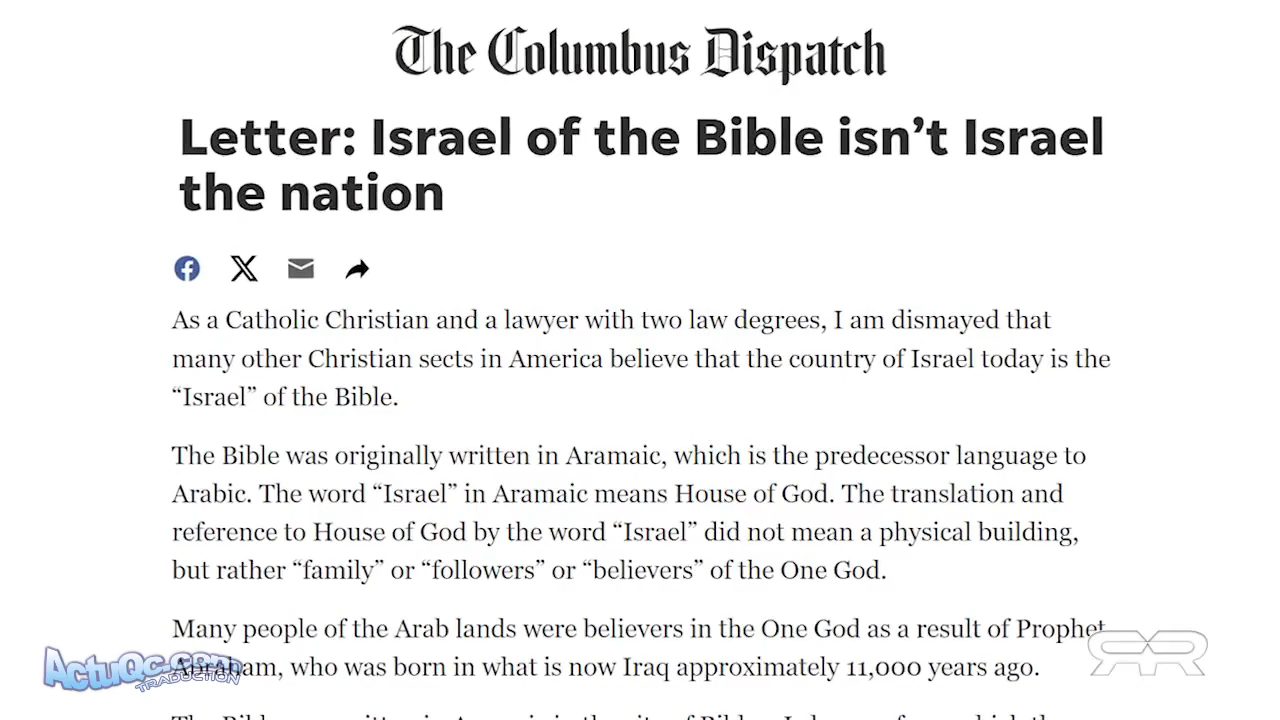 The Columbus Dispatch
Letter: Israel of the Bible isn’t Israel
the nation
As a Catholic Christian and a lawyer with two law degrees, I am dismayed that
many other Christian sects in America believe that the country of Israel today is the
“Israel” of the Bible.
The Bible was originally written in Aramaic, which is the predecessor language to
Arabic. The word “Israel” in Aramaic means House of God. The translation and
reference to House of God by the word “Israel” did not mean a physical building,
but rather “family” or “followers” or “believers” of the One God.
Many people of the Arab lands were believers in the One God as a result of Prophet
Abraham, who was born in what is now Iraq approximately 11,000 years ago.
ActuQc.com
TRADUCTION